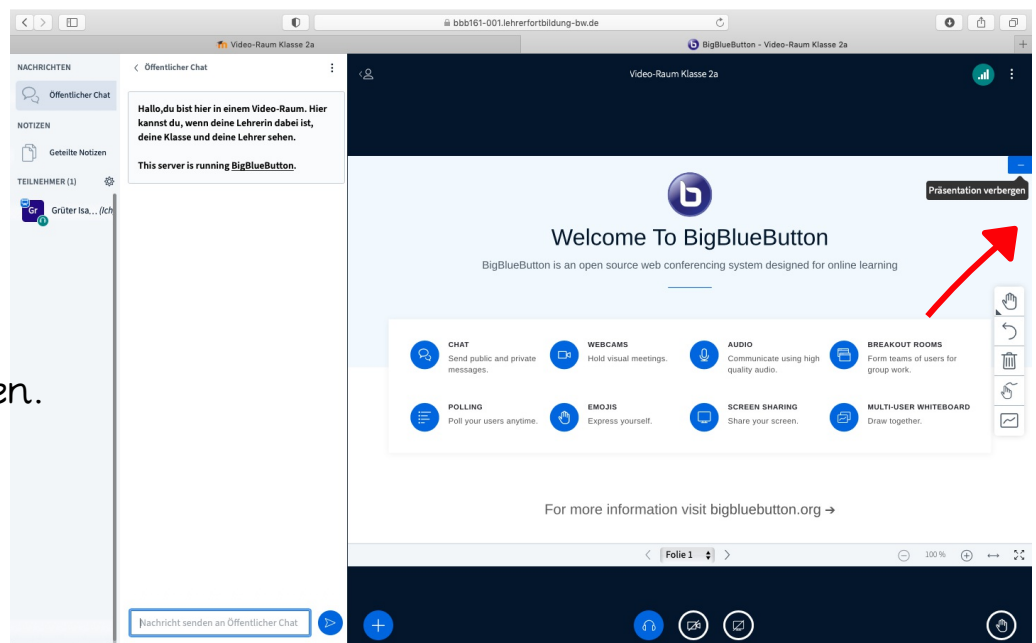 bbb161-001.lehrerfortbildung-bw.de
Video-Raum Klasse 2a
BigBlueButton - Video-Raum Klasse 2a
NACHRICHTEN
Öffentlicher Chat
NOTIZEN
Geteilte Notizen
TEILNEHMER (1)
Gr
Grüter Isa... (Ich
Öffentlicher Chat
Hallo,du bist hier in einem Video-Raum. Hier
kannst du, wenn deine Lehrerin dabei ist,
deine Klasse und deine Lehrer sehen.
This server is running BigBlueButton.
Nachricht senden an Öffentlicher Chat
Video-Raum Klasse 2a
Präsentation verbergen
b
Welcome To BigBlueButton
BigBlueButton is an open source web conferencing system designed for online learning
CHAT
Send public and private
messages.
WEBCAMS
Hold visual meetings.
AUDIO
Communicate using high
quality audio.
BREAKOUT ROOMS
Form teams of users for
group work.
POLLING
Poll your users anytime.
EMOJIS
Express yourself.
SCREEN SHARING
Share your screen.
MULTI-USER WHITEBOARD
Draw together.
For more information visit bigbluebutton.org →
Folie 1
100 %
en.